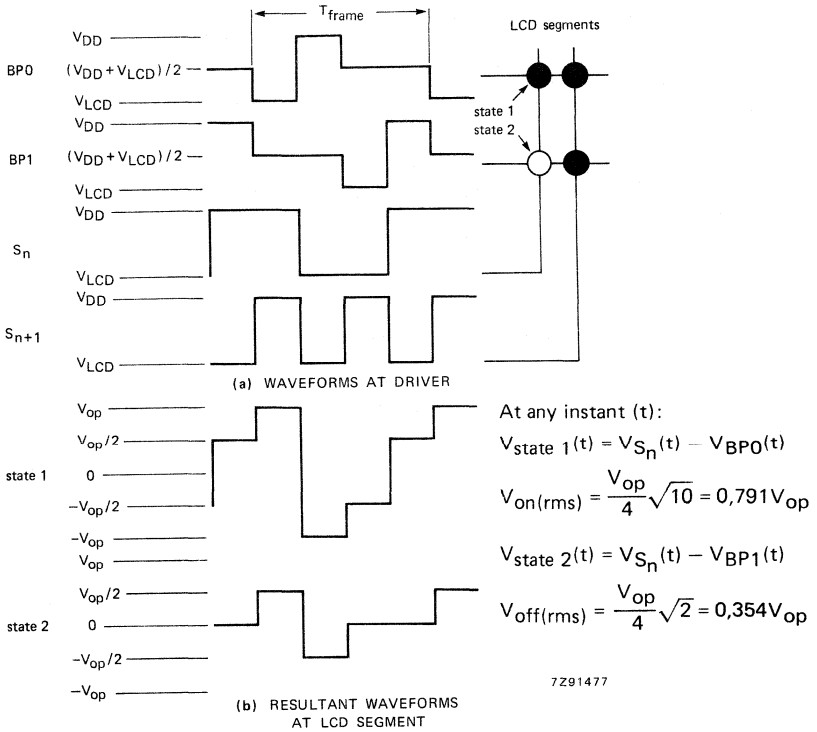 T_frame
LCD segments
V_DD
BP0
(V_DD + V_LCD)/2
V_LCD
state 1
state 2
V_DD
BP1
(V_DD + V_LCD)/2
V_LCD
V_DD
S_n
V_LCD
V_DD
S_n+1
V_LCD
(a) WAVEFORMS AT DRIVER
V_op
V_op/2
state 1
0
−V_op/2
−V_op
At any instant (t):
V_state 1(t) = V_S_n(t) − V_BP0(t)
V_on(rms) = V_op/4 √10 = 0,791V_op
V_state 2(t) = V_S_n(t) − V_BP1(t)
V_off(rms) = V_op/4 √2 = 0,354V_op
V_op
V_op/2
state 2
0
−V_op/2
−V_op
(b) RESULTANT WAVEFORMS
AT LCD SEGMENT
7Z91477